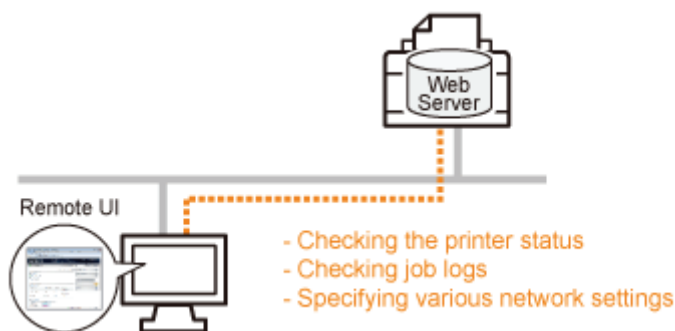 Web
Server
Remote UI
- Checking the printer status
- Checking job logs
- Specifying various network settings